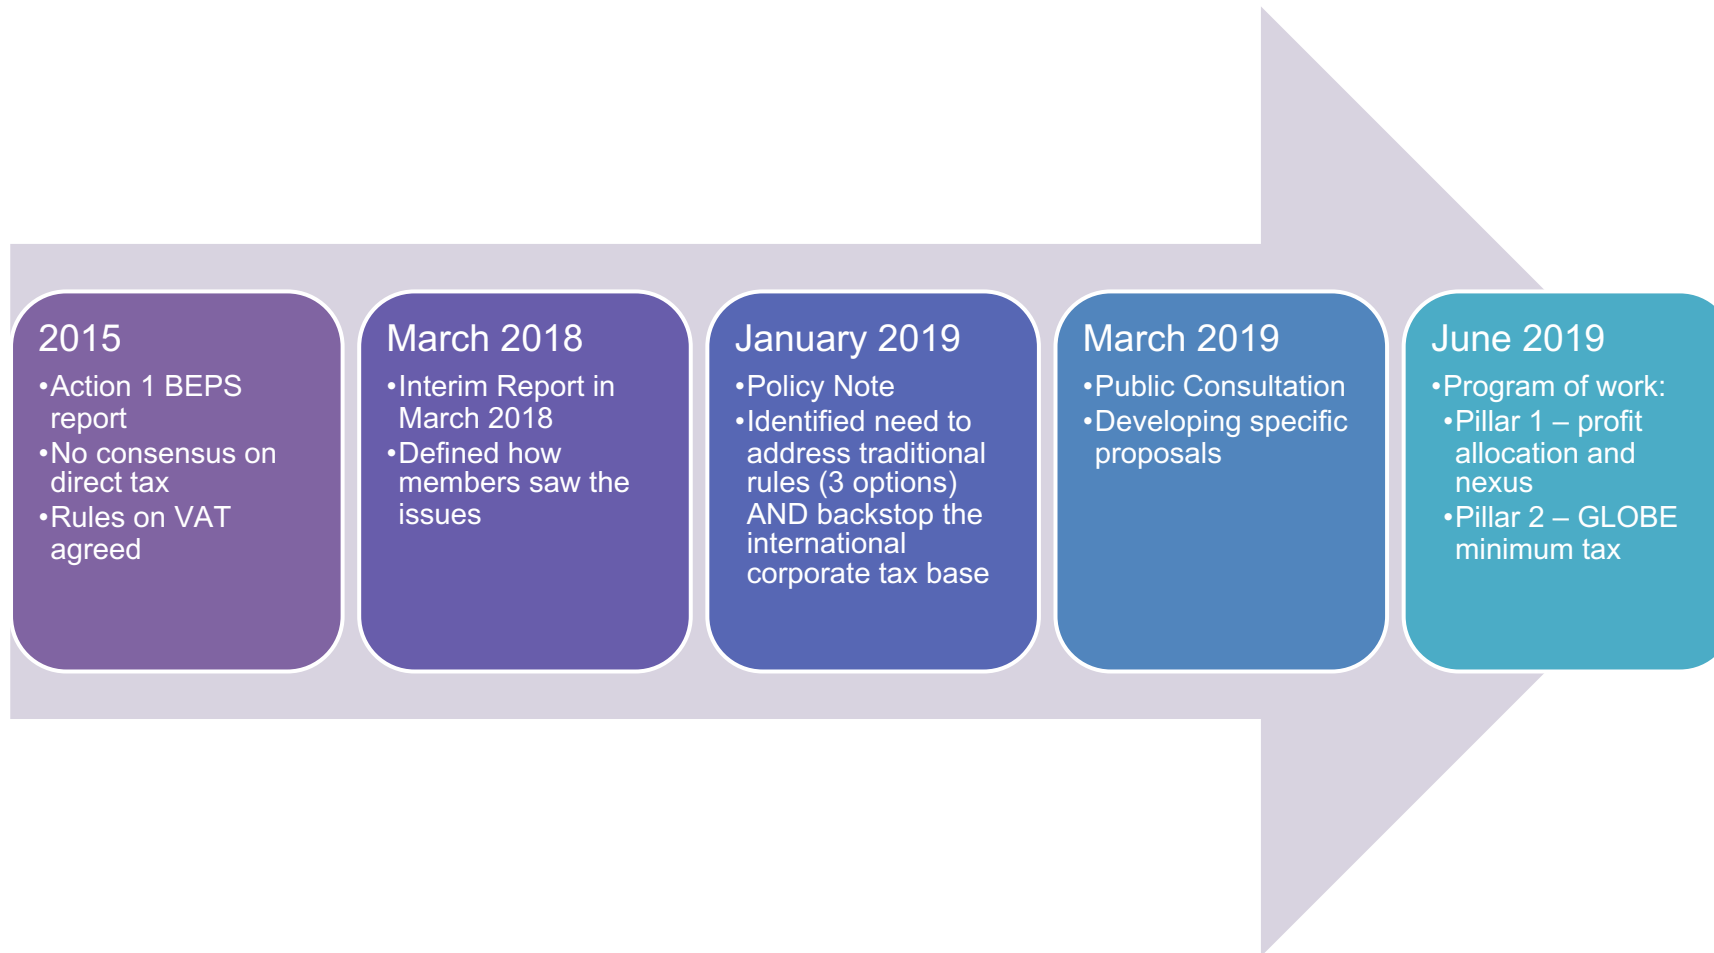 2015
•Action 1 BEPS
report
•No consensus on
direct tax
•Rules on VAT
agreed
March 2018
•Interim Report in
March 2018
•Defined how
members saw the
issues
January 2019
•Policy Note
•Identified need to
address traditional
rules (3 options)
AND backstop the
international
corporate tax base
March 2019
•Public Consultation
•Developing specific
proposals
June 2019
•Program of work:
•Pillar 1 – profit
allocation and
nexus
•Pillar 2 – GLOBE
minimum tax